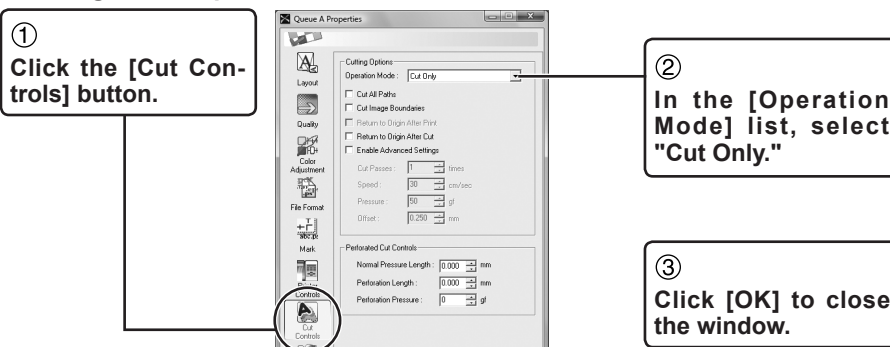 ①
Click the [Cut Con-
trols] button.
Queue A Properties
Layout
Quality
Color
Adjustment
File Format
Mark
Controls
Cut
Controls
Cutting Options
Operation Mode : Cut Only
Cut All Paths
Cut Image Boundaries
Return to Origin After Print
Return to Origin After Cut
Enable Advanced Settings
Cut Passes : 1 times
Speed : 30 cm/sec
Pressure : 50 gf
Offset : 0.250 mm
Perforated Cut Controls
Normal Pressure Length : 0.000 mm
Perforation Length : 0.000 mm
Perforation Pressure : 0 gf
②
In the [Operation
Mode] list, select
"Cut Only."
③
Click [OK] to close
the window.